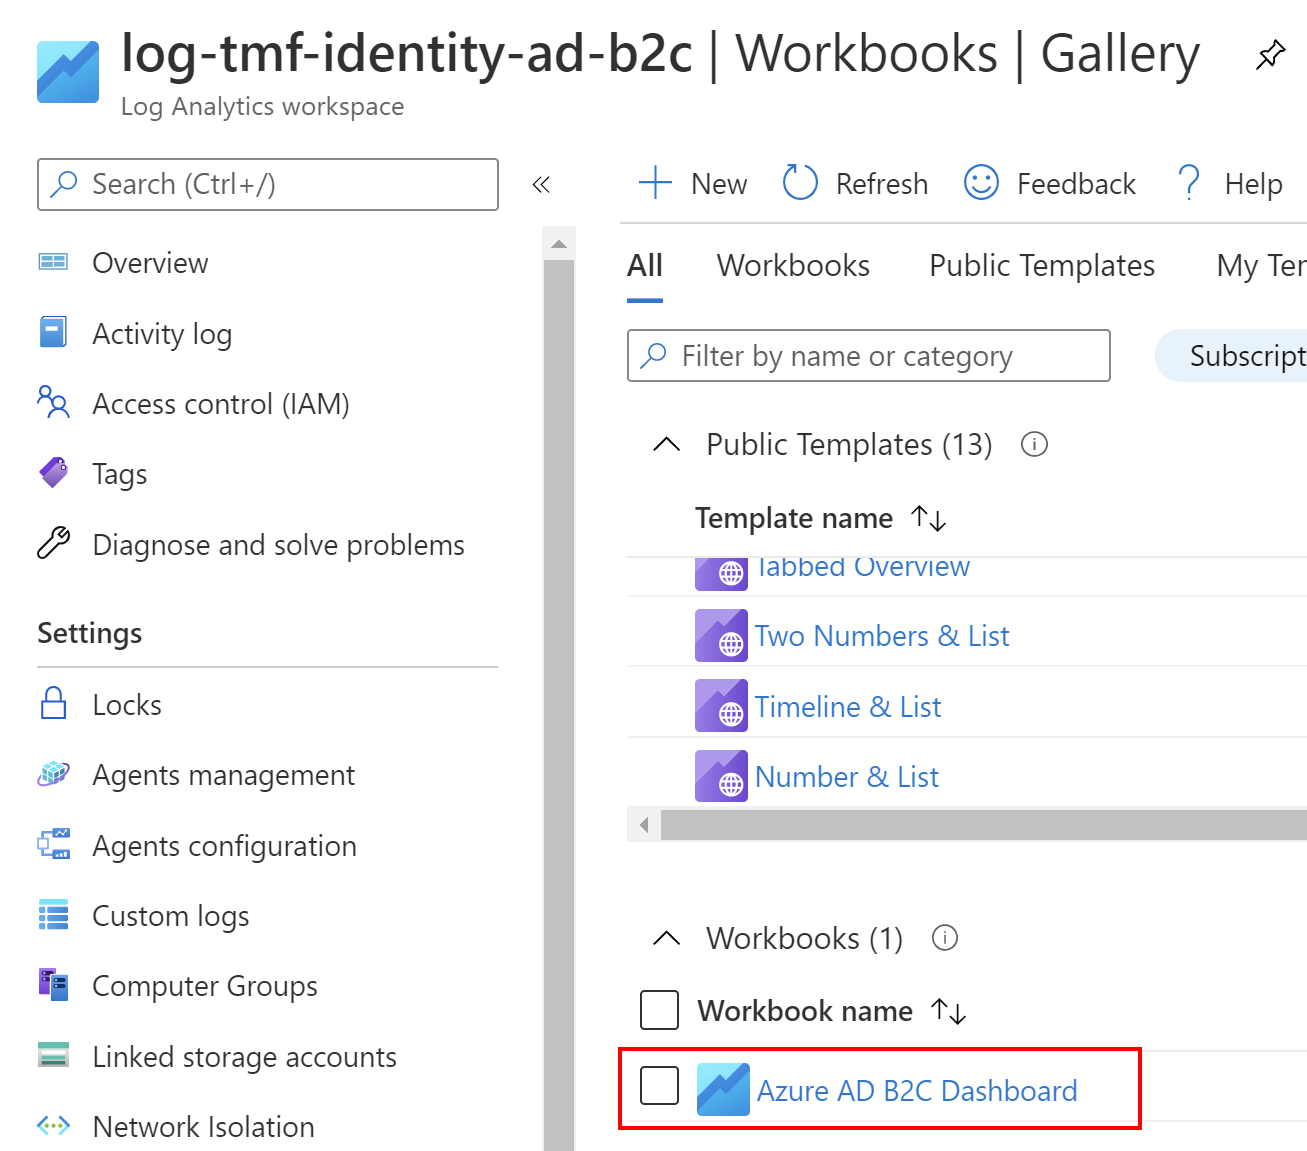 log-tmf-identity-ad-b2c | Workbooks | Gallery
Log Analytics workspace
Search (Ctrl+/)
«
New Refresh Feedback Help
Overview
Activity log
Access control (IAM)
Tags
Diagnose and solve problems
Settings
Locks
Agents management
Agents configuration
Custom logs
Computer Groups
Linked storage accounts
Network Isolation
All Workbooks Public Templates My Ter
Filter by name or category
Subscript
Public Templates (13)
Template name
Tabbed Overview
Two Numbers & List
Timeline & List
Number & List
Workbooks (1)
Workbook name
Azure AD B2C Dashboard